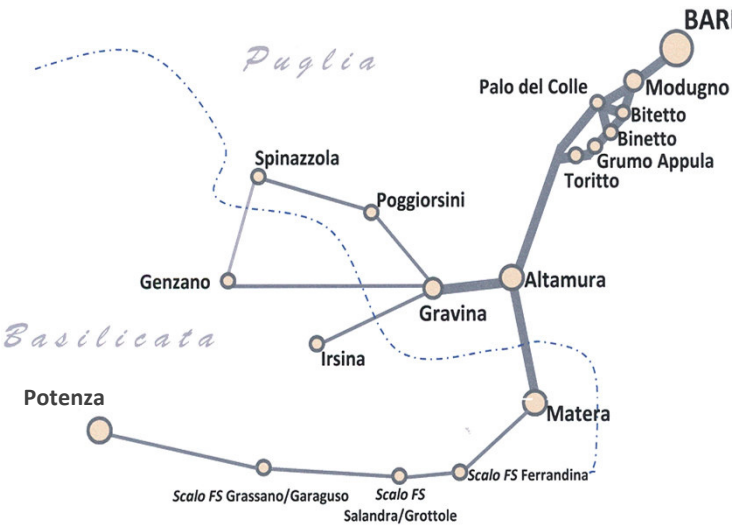 BARI
Puglia
Palo del Colle
Modugno
Bitetto
Binetto
Grumo Appula
Toritto
Spinazzola
Poggiorsini
Genzano
Altamura
Gravina
Basilicata
Irsina
Potenza
Matera
Scalo FS Ferrandina
Scalo FS Grassano/Garaguso
Scalo FS
Salandra/Grottole